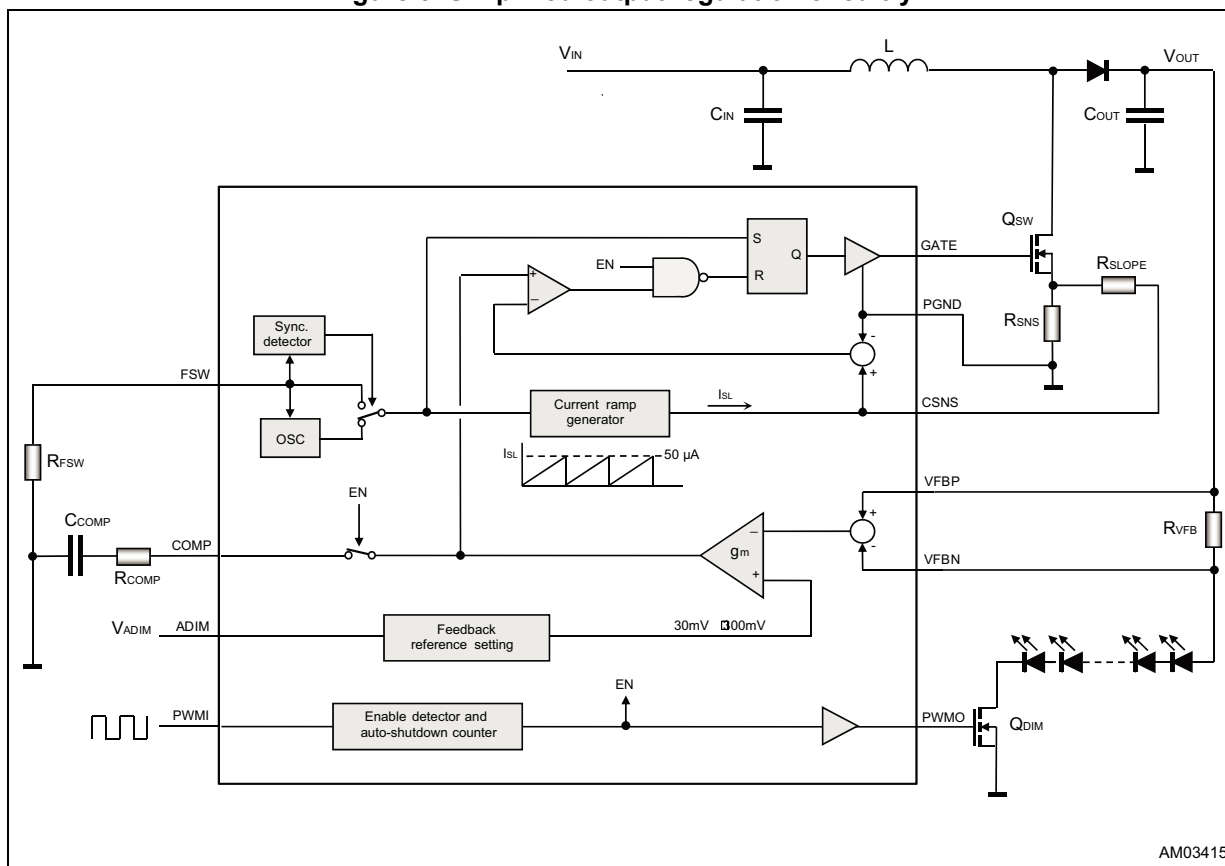 VIN
L
VOUT
CIN
COUT
QSW
S
Q
R
EN
+
−
GATE
RSLOPE
PGND
RSNS
-
+
Sync.
detector
FSW
OSC
Current ramp
generator
ISL
CSNS
ISL
50 µA
RFSW
EN
VFBP
+
-
RVFB
VFBN
CCOMP
COMP
RCOMP
gm
−
+
VADIM
ADIM
Feedback
reference setting
30mV
300mV
PWMI
Enable detector and
auto-shutdown counter
EN
PWMO
QDIM
AM03415